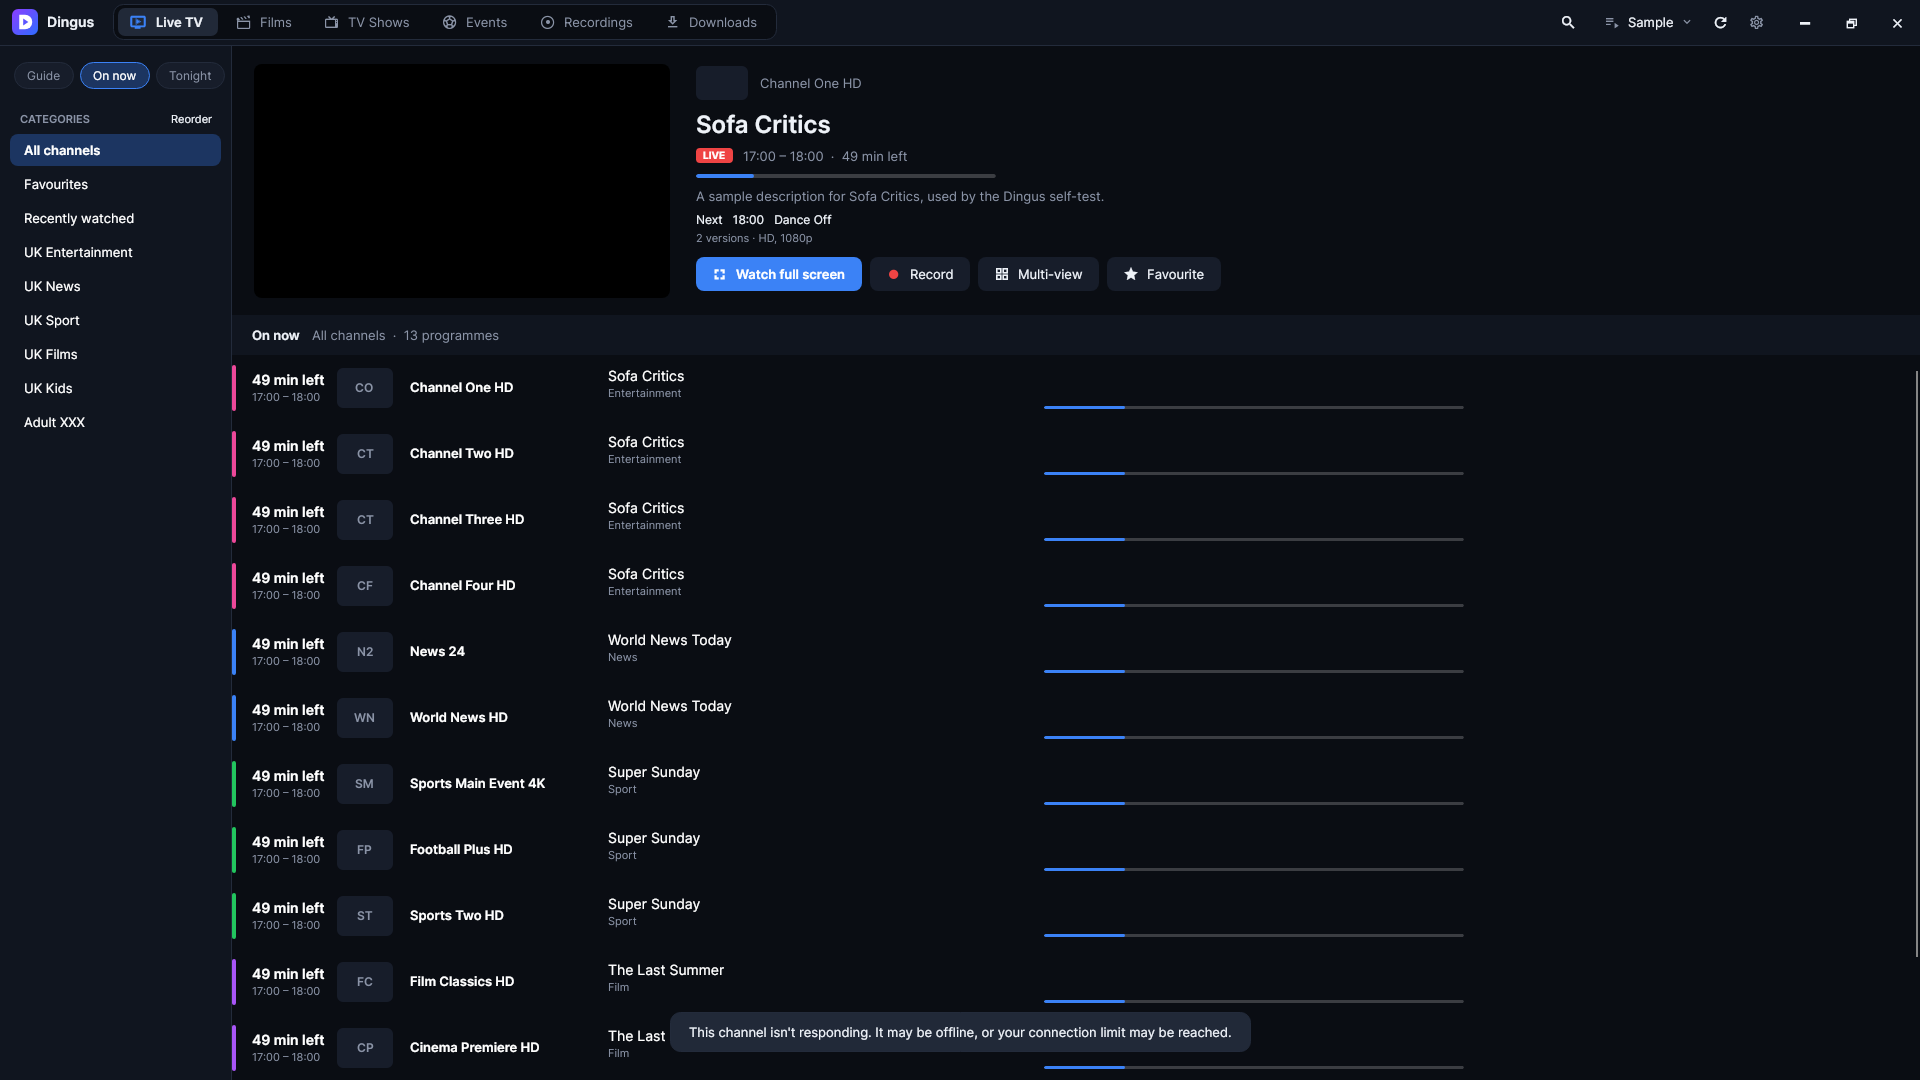 Dingus
Live TV
Films
TV Shows
Events
Recordings
Downloads
Sample
Guide
On now
Tonight
CATEGORIES
Reorder
All channels
Favourites
Recently watched
UK Entertainment
UK News
UK Sport
UK Films
UK Kids
Adult XXX
Channel One HD
Sofa Critics
LIVE 17:00 – 18:00 · 49 min left
A sample description for Sofa Critics, used by the Dingus self-test.
Next 18:00 Dance Off
2 versions · HD, 1080p
Watch full screen
Record
Multi-view
Favourite
On now All channels · 13 programmes
49 min left
17:00 – 18:00
CO
Channel One HD
Sofa Critics
Entertainment
49 min left
17:00 – 18:00
CT
Channel Two HD
Sofa Critics
Entertainment
49 min left
17:00 – 18:00
CT
Channel Three HD
Sofa Critics
Entertainment
49 min left
17:00 – 18:00
CF
Channel Four HD
Sofa Critics
Entertainment
49 min left
17:00 – 18:00
N2
News 24
World News Today
News
49 min left
17:00 – 18:00
WN
World News HD
World News Today
News
49 min left
17:00 – 18:00
SM
Sports Main Event 4K
Super Sunday
Sport
49 min left
17:00 – 18:00
FP
Football Plus HD
Super Sunday
Sport
49 min left
17:00 – 18:00
ST
Sports Two HD
Super Sunday
Sport
49 min left
17:00 – 18:00
FC
Film Classics HD
The Last Summer
Film
49 min left
17:00 – 18:00
CP
Cinema Premiere HD
The Last
Film
This channel isn't responding. It may be offline, or your connection limit may be reached.